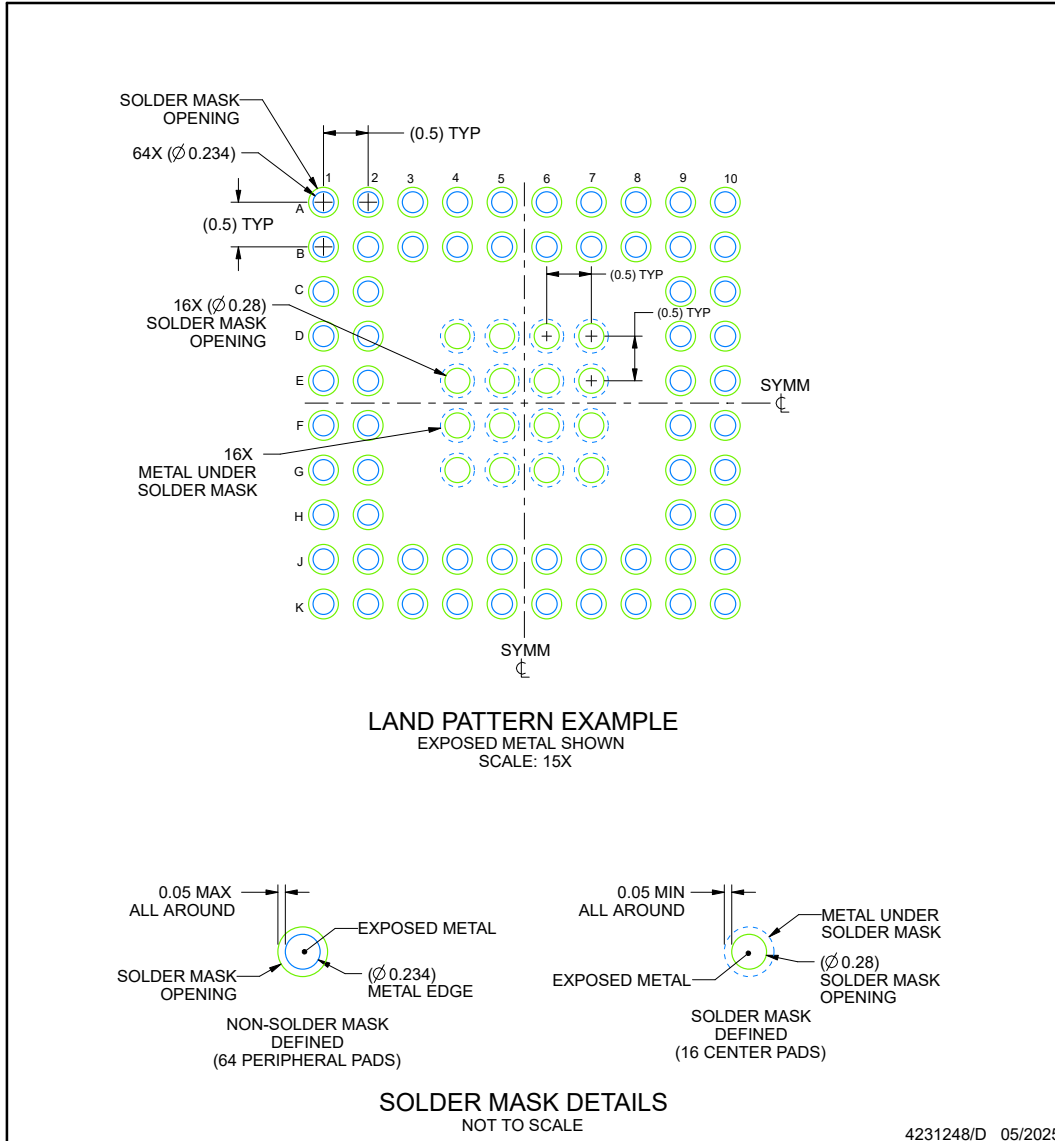 SOLDER MASK
OPENING
(0.5) TYP
64X (∅ 0.234)
1 2 3 4 5 6 7 8 9 10
A
(0.5) TYP
B
(0.5) TYP
C
16X (∅ 0.28)
SOLDER MASK
OPENING
(0.5) TYP
D
E
SYMM
℄
F
16X
METAL UNDER
SOLDER MASK
G
H
J
K
SYMM
℄
LAND PATTERN EXAMPLE
EXPOSED METAL SHOWN
SCALE: 15X
0.05 MAX
ALL AROUND
EXPOSED METAL
SOLDER MASK
OPENING
(∅ 0.234)
METAL EDGE
NON-SOLDER MASK
DEFINED
(64 PERIPHERAL PADS)
0.05 MIN
ALL AROUND
METAL UNDER
SOLDER MASK
EXPOSED METAL
(∅ 0.28)
SOLDER MASK
OPENING
SOLDER MASK
DEFINED
(16 CENTER PADS)
SOLDER MASK DETAILS
NOT TO SCALE
4231248/D 05/2025